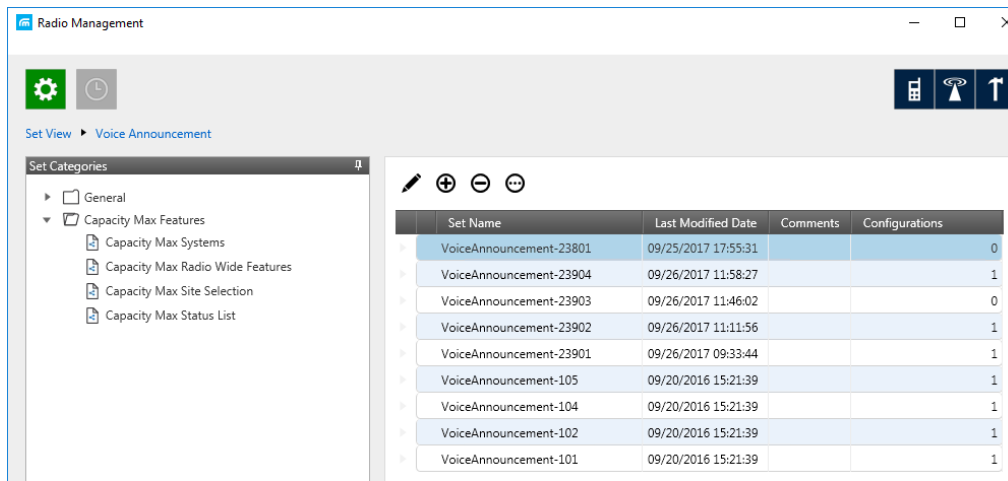 Radio Management
Set View Voice Announcement
Set Categories
General
Capacity Max Features
Capacity Max Systems
Capacity Max Radio Wide Features
Capacity Max Site Selection
Capacity Max Status List
Set Name Last Modified Date Comments Configurations
VoiceAnnouncement-23801 09/25/2017 17:55:31 0
VoiceAnnouncement-23904 09/26/2017 11:58:27 1
VoiceAnnouncement-23903 09/26/2017 11:46:02 0
VoiceAnnouncement-23902 09/26/2017 11:11:56 1
VoiceAnnouncement-23901 09/26/2017 09:33:44 1
VoiceAnnouncement-105 09/20/2016 15:21:39 1
VoiceAnnouncement-104 09/20/2016 15:21:39 1
VoiceAnnouncement-102 09/20/2016 15:21:39 1
VoiceAnnouncement-101 09/20/2016 15:21:39 1